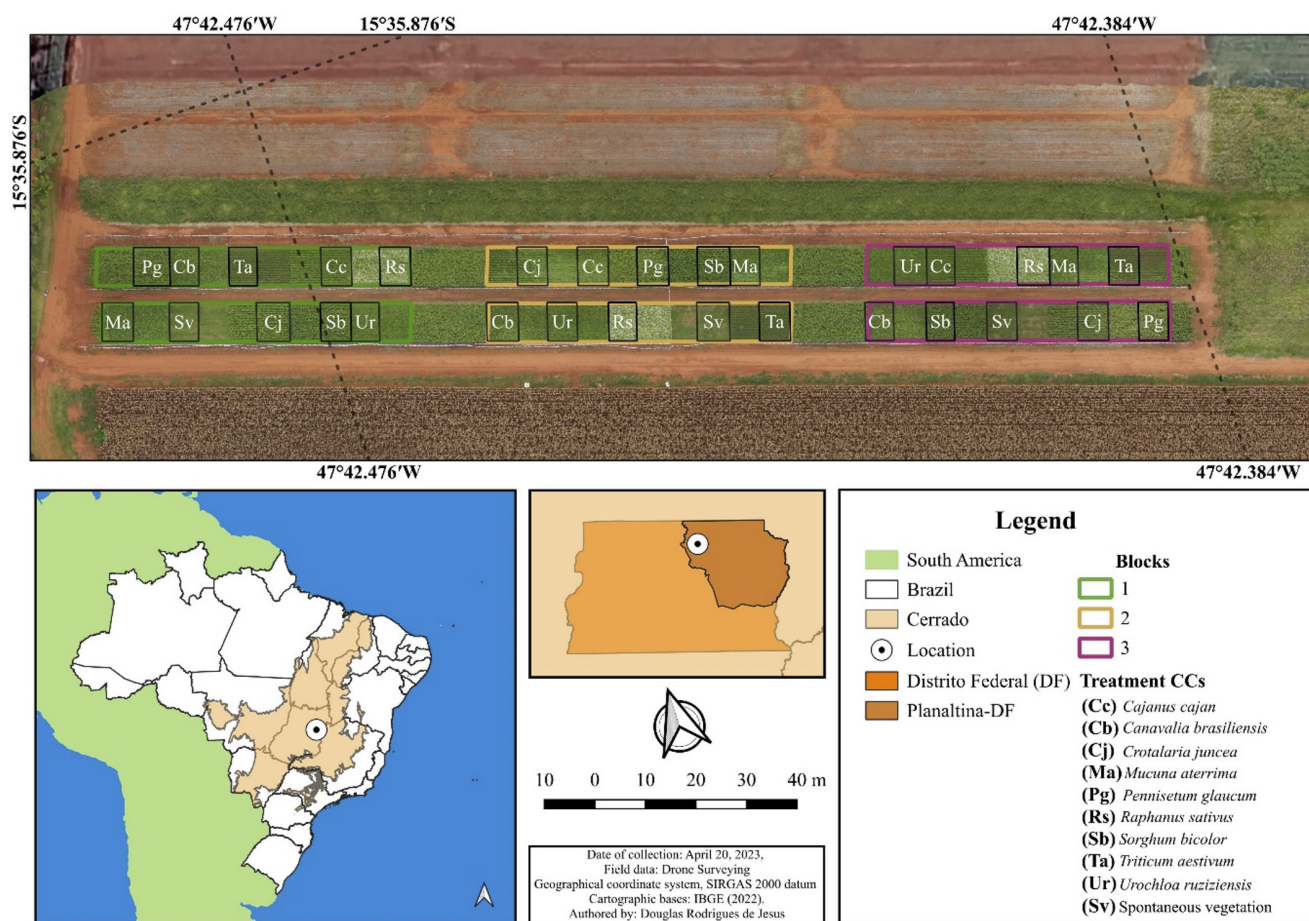 47°42.476′W 15°35.876′S 47°42.384′W
15°35.876′S
Pg Cb Ta Cc Rs Cj Cc Pg Sb Ma Ur Cc Rs Ma Ta
Ma Sv Cj Sb Ur Cb Ur Rs Sv Ta Cb Sb Sv Cj Pg
47°42.476′W 47°42.384′W
Legend
South America
Brazil
Cerrado
Location
Distrito Federal (DF)
Planaltina-DF
Blocks
1
2
3
Treatment CCs
(Cc) Cajanus cajan
(Cb) Canavalia brasiliensis
(Cj) Crotalaria juncea
(Ma) Mucuna aterrima
(Pg) Pennisetum glaucum
(Rs) Raphanus sativus
(Sb) Sorghum bicolor
(Ta) Triticum aestivum
(Ur) Urochloa ruziziensis
(Sv) Spontaneous vegetation
10 0 10 20 30 40 m
Date of collection: April 20, 2023,
Field data: Drone Surveying
Geographical coordinate system, SIRGAS 2000 datum
Cartographic bases: IBGE (2022).
Authored by: Douglas Rodrigues de Jesus